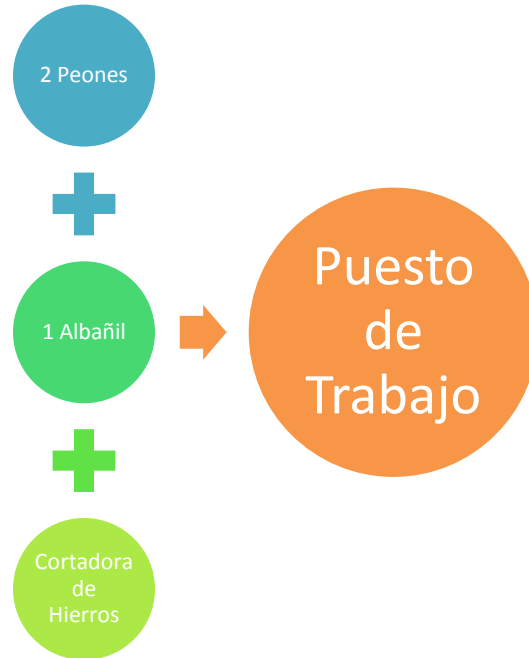 2 Peones
1 Albañil
Cortadora
de
Hierros
Puesto
de
Trabajo